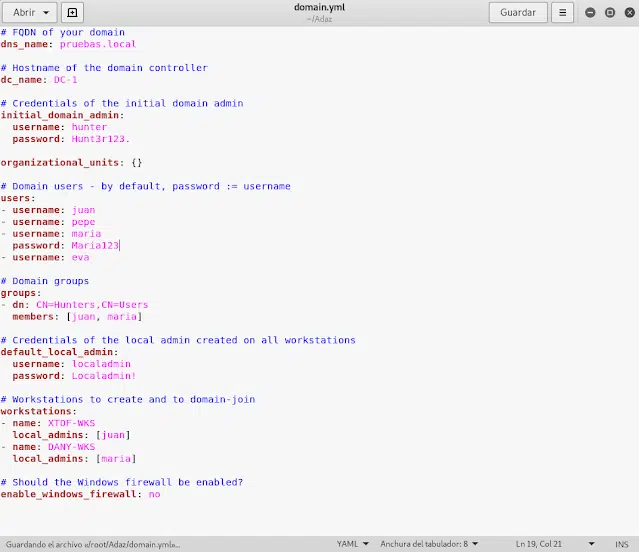 Abrir
domain.yml
~/Adaz
Guardar
# FQDN of your domain
dns_name: pruebas.local
# Hostname of the domain controller
dc_name: DC-1
# Credentials of the initial domain admin
initial_domain_admin:
  username: hunter
  password: Hunt3r123.
organizational_units: {}
# Domain users - by default, password := username
users:
- username: juan
- username: pepe
- username: maria
  password: Maria123
- username: eva
# Domain groups
groups:
- dn: CN=Hunters,CN=Users
  members: [juan, maria]
# Credentials of the local admin created on all workstations
default_local_admin:
  username: localadmin
  password: Localadmin!
# Workstations to create and to domain-join
workstations:
- name: XTOF-WKS
  local_admins: [juan]
- name: DANY-WKS
  local_admins: [maria]
# Should the Windows firewall be enabled?
enable_windows_firewall: no
Guardando el archivo «/root/Adaz/domain.yml»...
YAML
Anchura del tabulador: 8
Ln 19, Col 21
INS